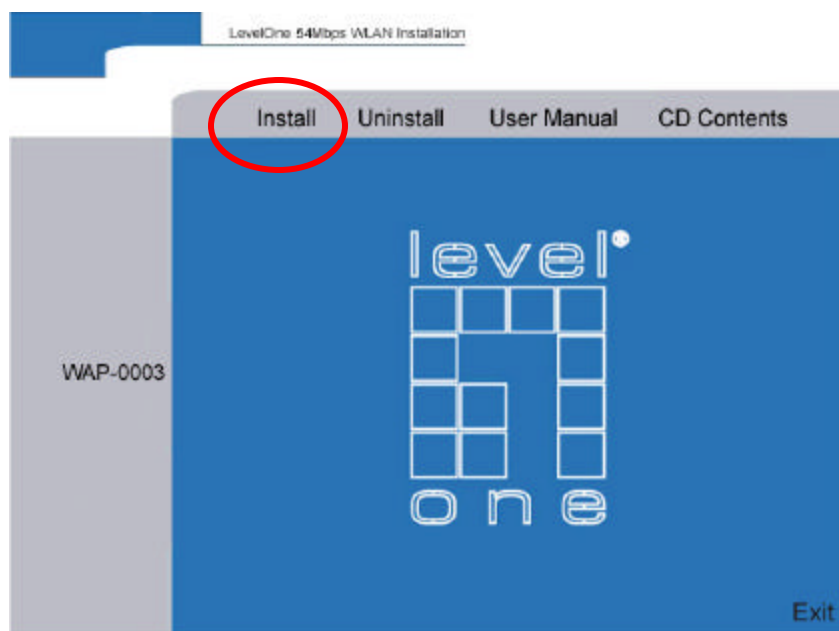 LevelOne 54Mbps WLAN Installation
Install Uninstall User Manual CD Contents
level®
WAP-0003
one
Exit